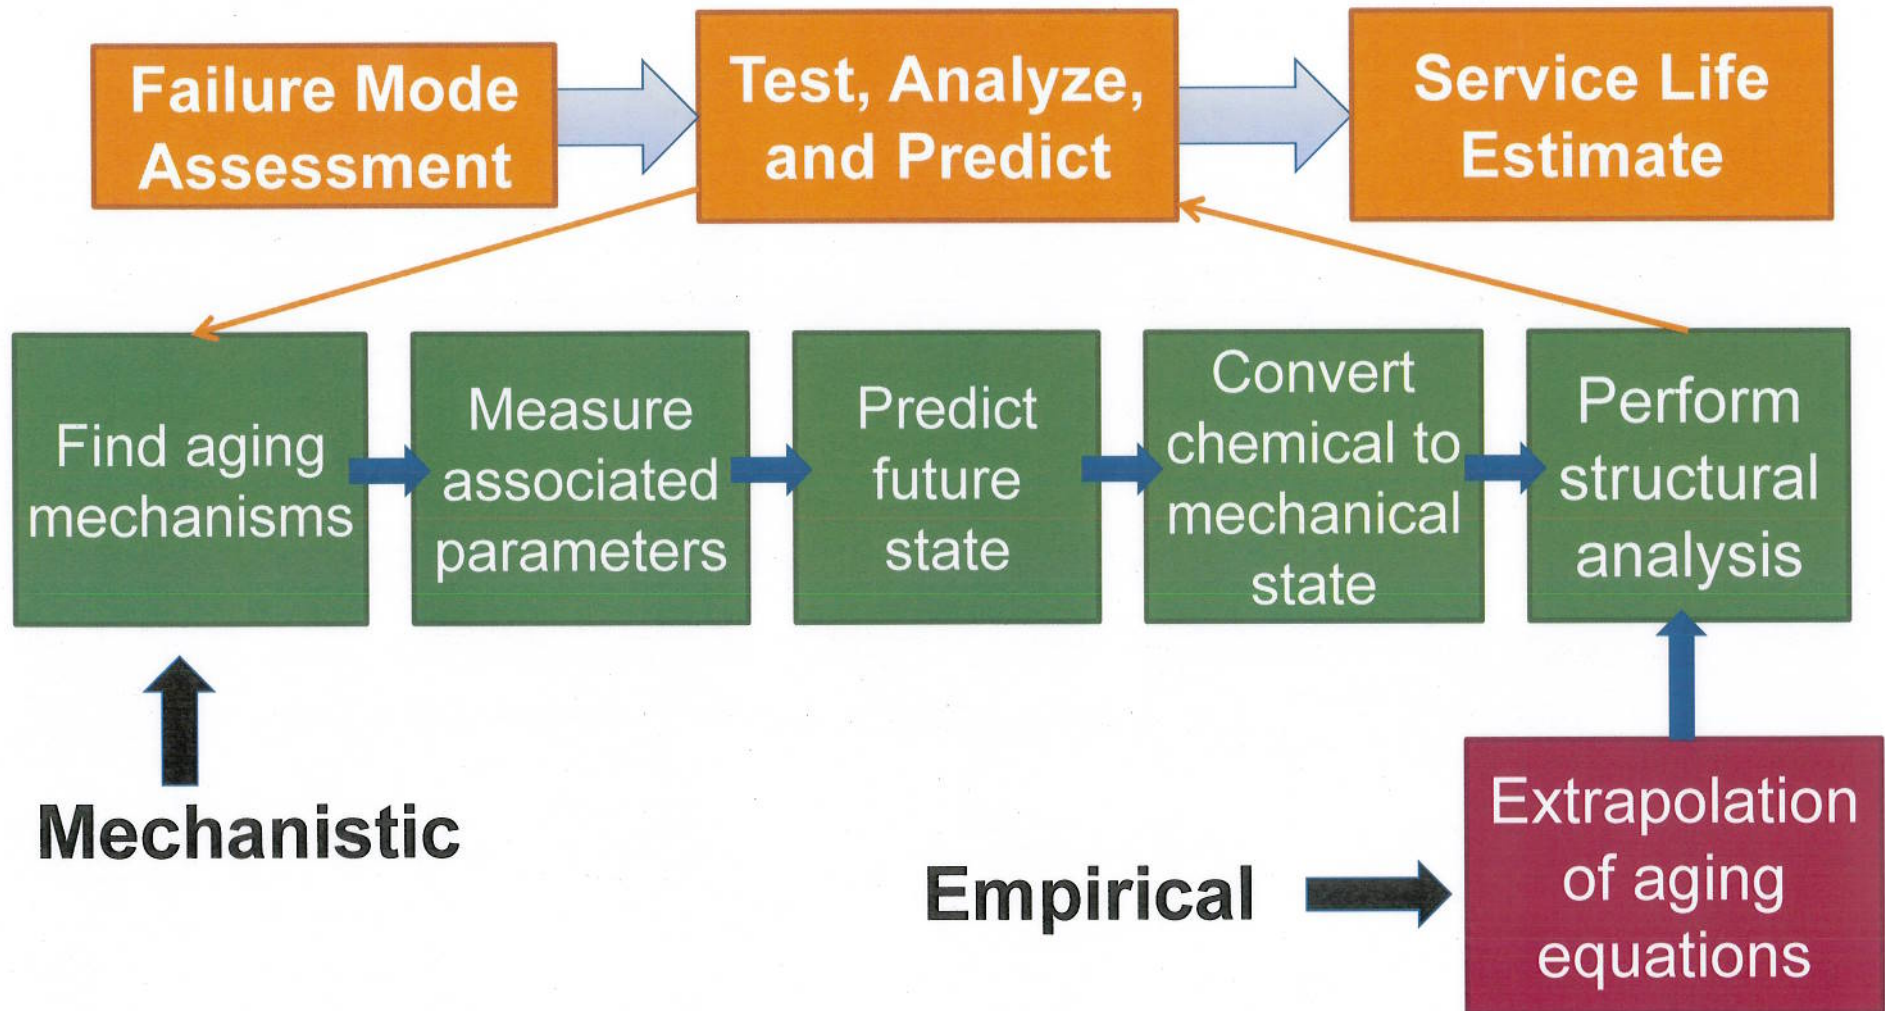 Failure Mode
Assessment
Test, Analyze,
and Predict
Service Life
Estimate
Find aging
mechanisms
Measure
associated
parameters
Predict
future
state
Convert
chemical to
mechanical
state
Perform
structural
analysis
Mechanistic
Empirical
Extrapolation
of aging
equations